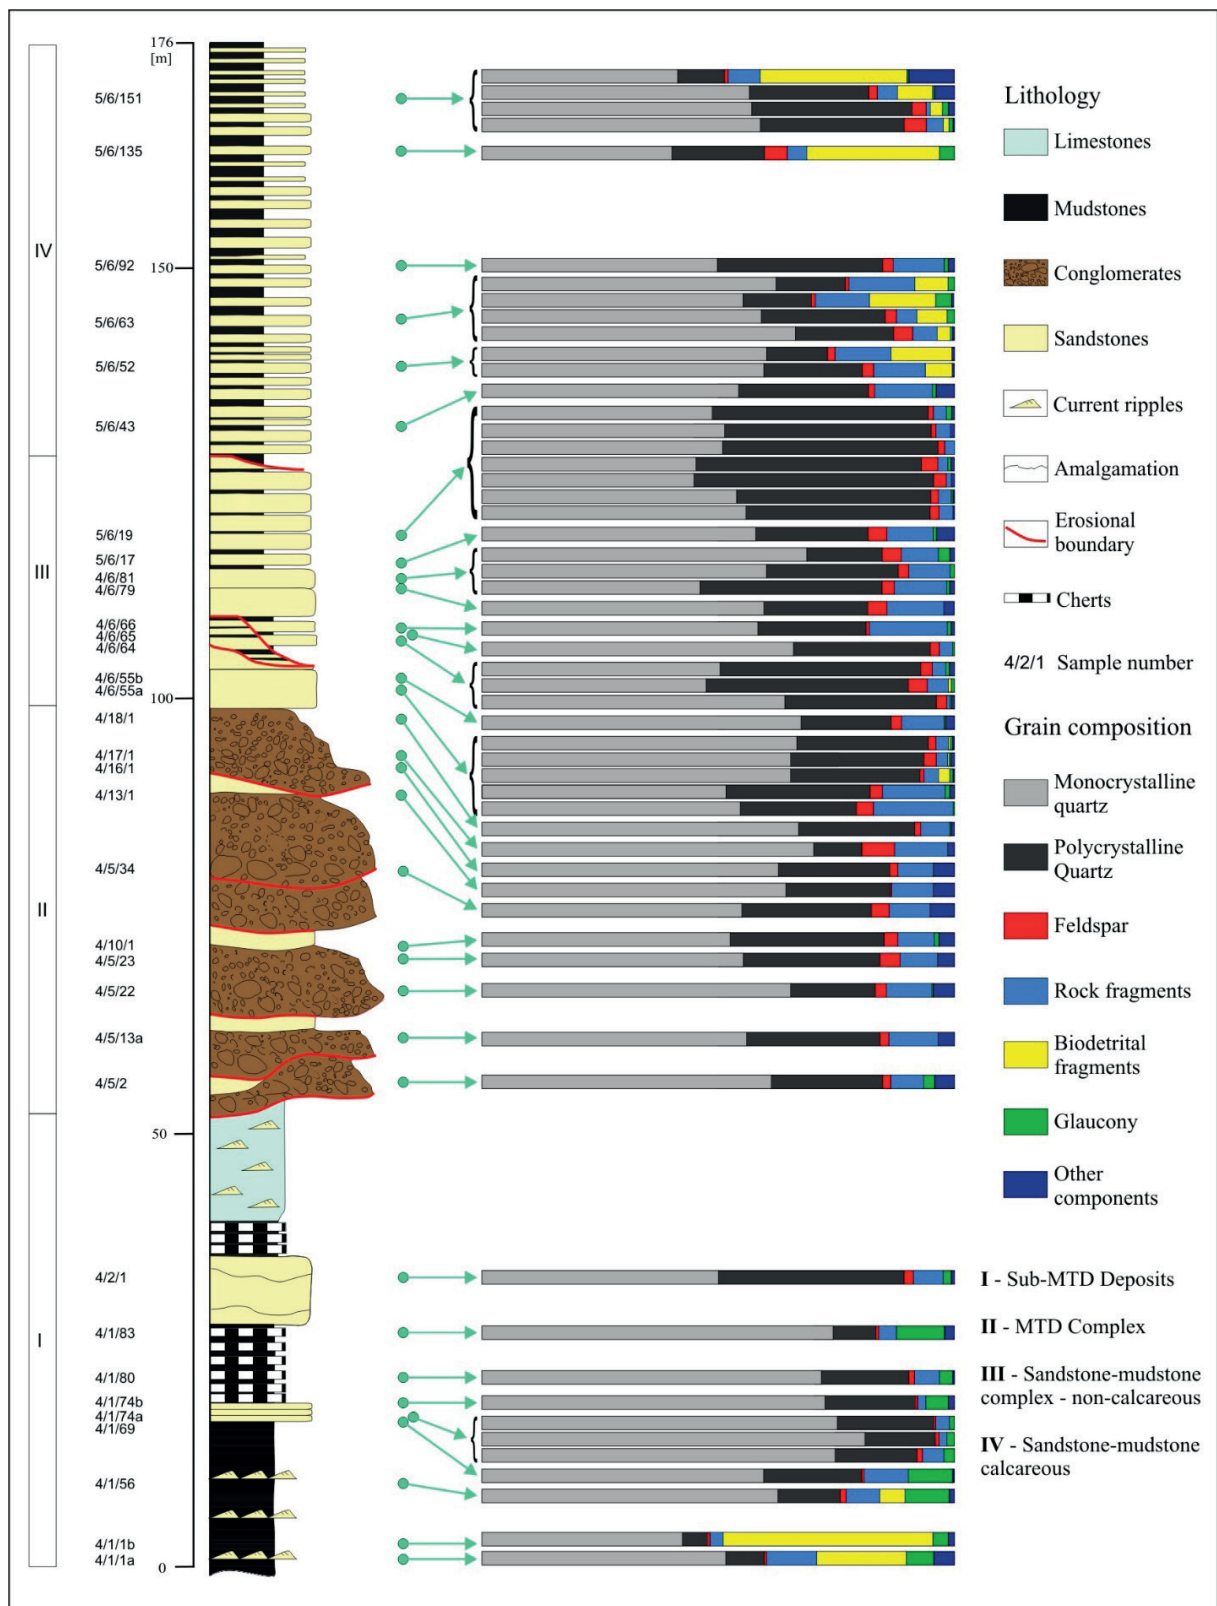 176
[m]
150
100
50
0
IV
III
II
I
5/6/151
5/6/135
5/6/92
5/6/63
5/6/52
5/6/43
5/6/19
5/6/17
4/6/81
4/6/79
4/6/66
4/6/65
4/6/64
4/6/55b
4/6/55a
4/18/1
4/17/1
4/16/1
4/13/1
4/5/34
4/10/1
4/5/23
4/5/22
4/5/13a
4/5/2
4/2/1
4/1/83
4/1/80
4/1/74b
4/1/74a
4/1/69
4/1/56
4/1/1b
4/1/1a
Lithology
Limestones
Mudstones
Conglomerates
Sandstones
Current ripples
Amalgamation
Erosional
boundary
Cherts
4/2/1 Sample number
Grain composition
Monocrystalline
quartz
Polycrystalline
Quartz
Feldspar
Rock fragments
Biodetrital
fragments
Glaucony
Other
components
I - Sub-MTD Deposits
II - MTD Complex
III - Sandstone-mudstone
complex - non-calcareous
IV - Sandstone-mudstone
calcareous